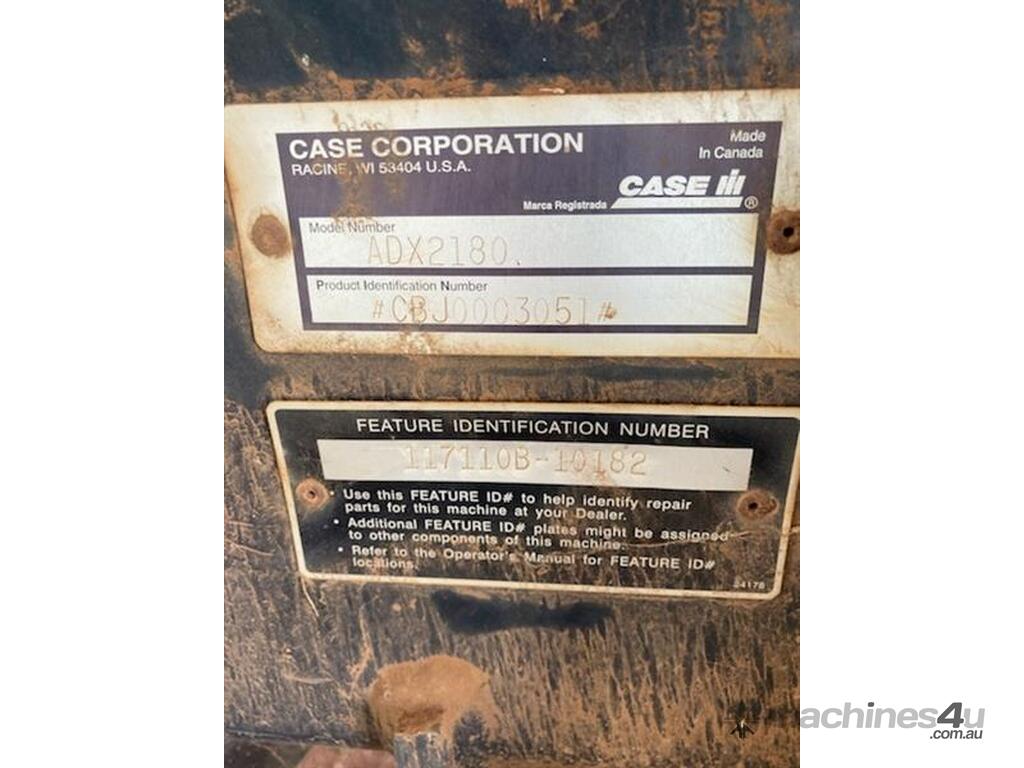 CASE CORPORATION
RACINE, WI 53404 U.S.A.
Made
In Canada
CASE IH
Marca Registrada
®
Model Number
ADX2180.
Product Identification Number
#CBJ0003051#
FEATURE IDENTIFICATION NUMBER
117110B-10182
• Use this FEATURE ID# to help identify repair
parts for this machine at your Dealer.
• Additional FEATURE ID# plates might be assigned
to other components of this machine.
• Refer to the Operator's Manual for FEATURE ID#
locations.
24178
machines4u
.com.au